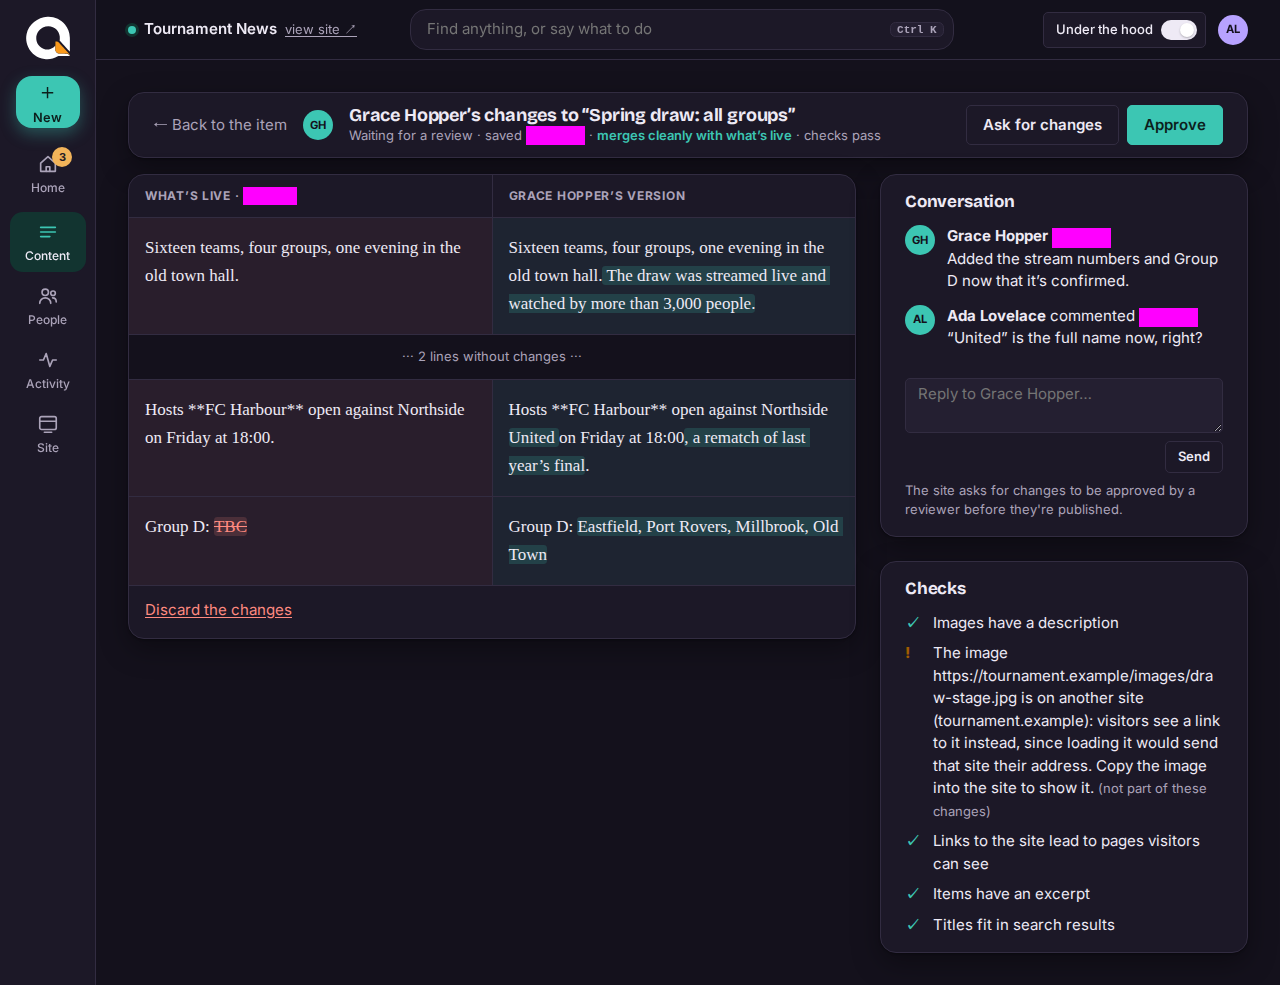 Tournament News view site ↗
Find anything, or say what to do
Ctrl K
Under the hood
AL
+
New
3
Home
Content
People
Activity
Site
← Back to the item
GH
Grace Hopper’s changes to “Spring draw: all groups”
Waiting for a review · saved · merges cleanly with what’s live · checks pass
Ask for changes
Approve
WHAT’S LIVE ·
GRACE HOPPER’S VERSION
Sixteen teams, four groups, one evening in the
old town hall.
Sixteen teams, four groups, one evening in the
old town hall. The draw was streamed live and
watched by more than 3,000 people.
··· 2 lines without changes ···
Hosts **FC Harbour** open against Northside
on Friday at 18:00.
Hosts **FC Harbour** open against Northside
United on Friday at 18:00, a rematch of last
year’s final.
Group D: TBC
Group D: Eastfield, Port Rovers, Millbrook, Old
Town
Discard the changes
Conversation
GH
Grace Hopper
Added the stream numbers and Group
D now that it’s confirmed.
AL
Ada Lovelace commented
“United” is the full name now, right?
Reply to Grace Hopper…
Send
The site asks for changes to be approved by a
reviewer before they're published.
Checks
✓ Images have a description
! The image
https://tournament.example/images/dra
w-stage.jpg is on another site
(tournament.example): visitors see a link
to it instead, since loading it would send
that site their address. Copy the image
into the site to show it. (not part of these
changes)
✓ Links to the site lead to pages visitors
can see
✓ Items have an excerpt
✓ Titles fit in search results